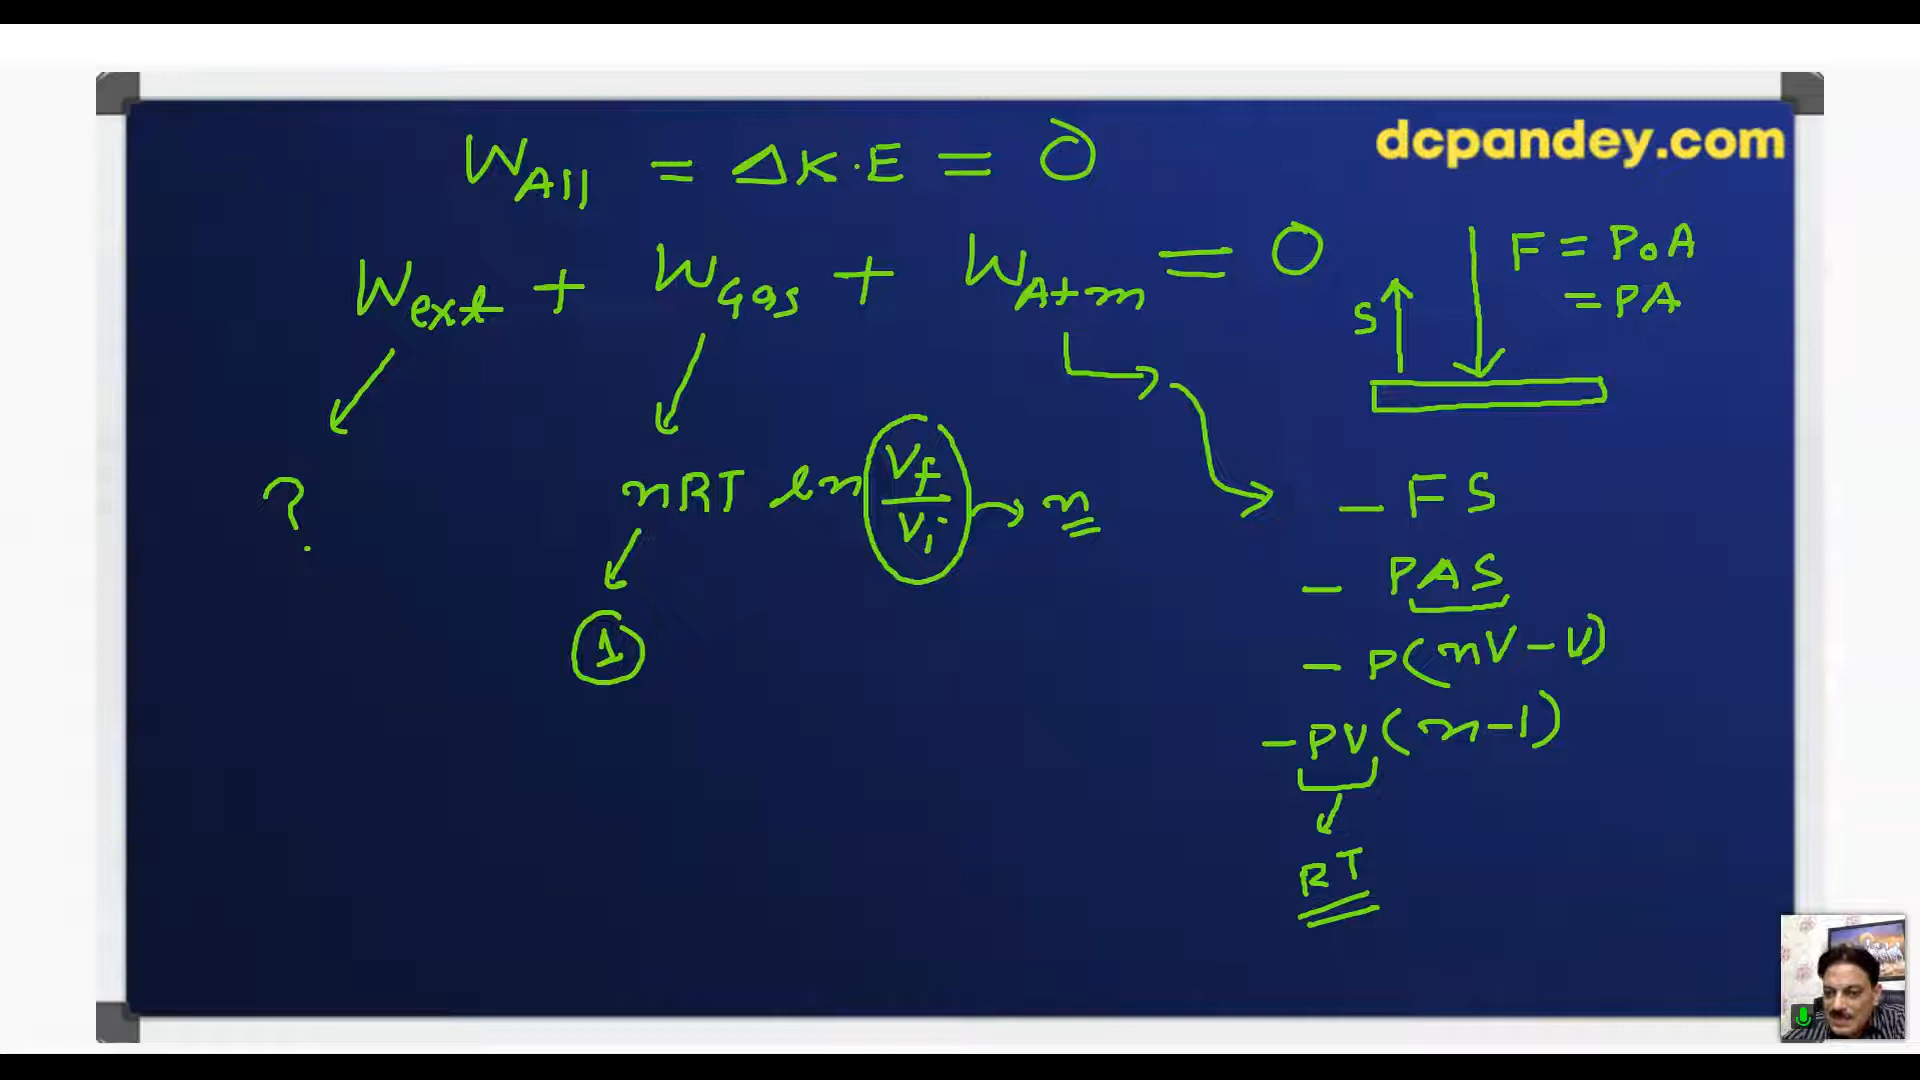 dcpandey.com
W_All = ΔK.E = 0
W_ext + W_Gas + W_Atm = 0
F = P₀A
= PA
S
?
nRT ln V_f/V_i → n
1
- FS
- PAS
- P(nV - V)
- PV(n-1)
RT